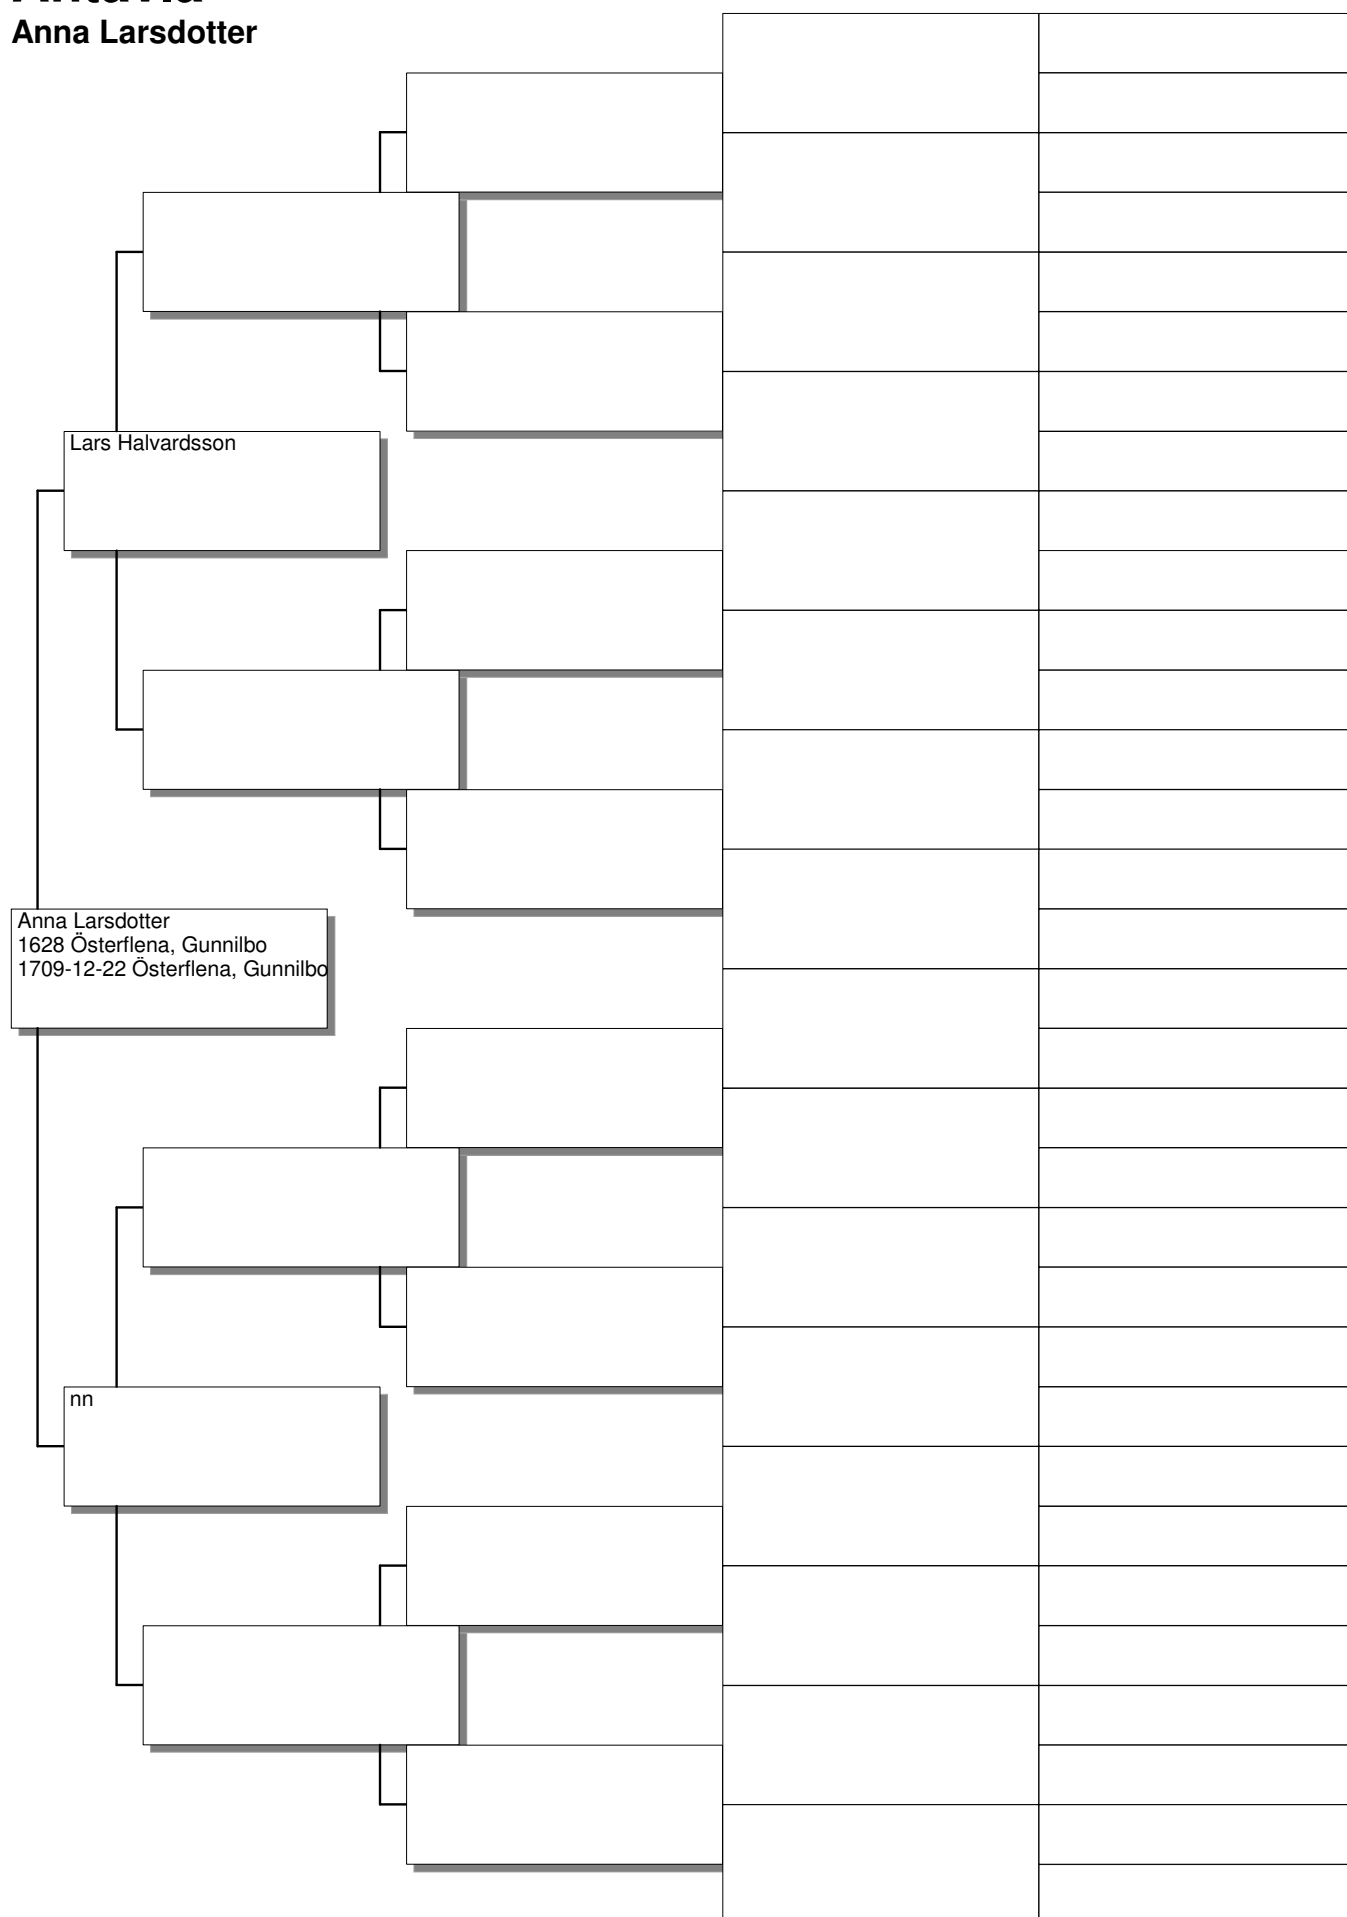 Anna Larsdotter
Lars Halvardsson
Anna Larsdotter
1628 Österflena, Gunnilbo
1709-12-22 Österflena, Gunnilbo
nn